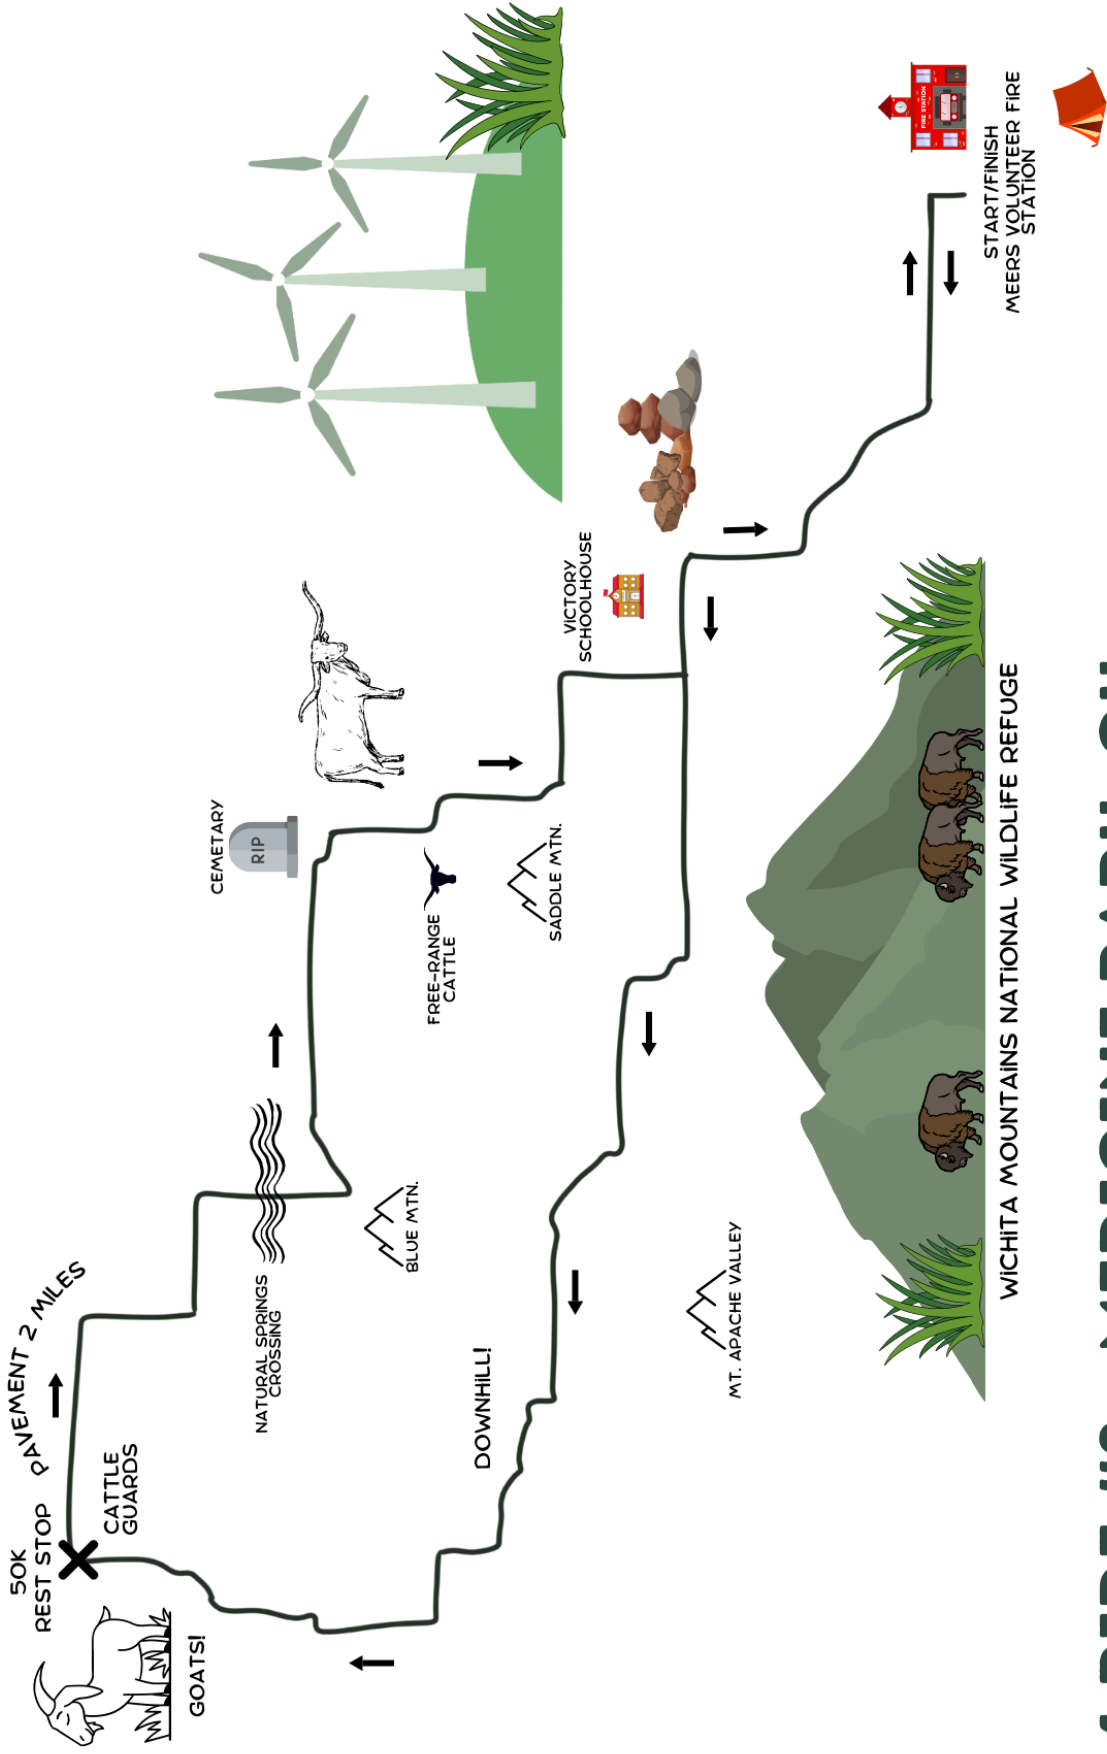 50K
REST STOP
PAVEMENT 2 MILES
CATTLE
GUARDS
GOATS!
NATURAL SPRINGS
CROSSING
CEMETARY
RIP
BLUE MTN.
FREE-RANGE
CATTLE
SADDLE MTN.
DOWNHILL!
VICTORY
SCHOOLHOUSE
MT. APACHE VALLEY
FIRE STATION
START/FINISH
MEERS VOLUNTEER FIRE
STATION
WICHITA MOUNTAINS NATIONAL WILDLIFE REFUGE